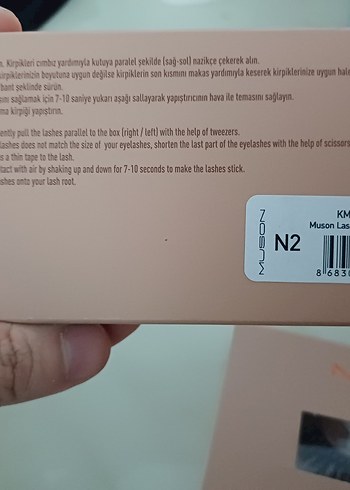 n. Kirpikleri cımbız yardımıyla kutuya paralel şekilde (sağ-sol) nazikçe çekerek alın.
kirpiklerinizin boyutuna uygun değilse kirpiklerin son kısmını makas yardımıyla keserek kirpiklerinize uygun hale
bant şeklinde sürün.
sağlamak için 7-10 saniye yukarı aşağı sallayarak yapıştırıcının hava ile temasını sağlayın.
ma kirpiği yapıştırın.
ently pull the lashes parallel to the box (right / left) with the help of tweezers.
lashes does not match the size of your eyelashes, shorten the last part of the eyelashes with the help of scissors
s a thin tape to the lash.
tact with air by shaking up and down for 7-10 seconds to make the lashes stick.
shes onto your lash root.
KM
Muson Las
MUSON
N2
8 683